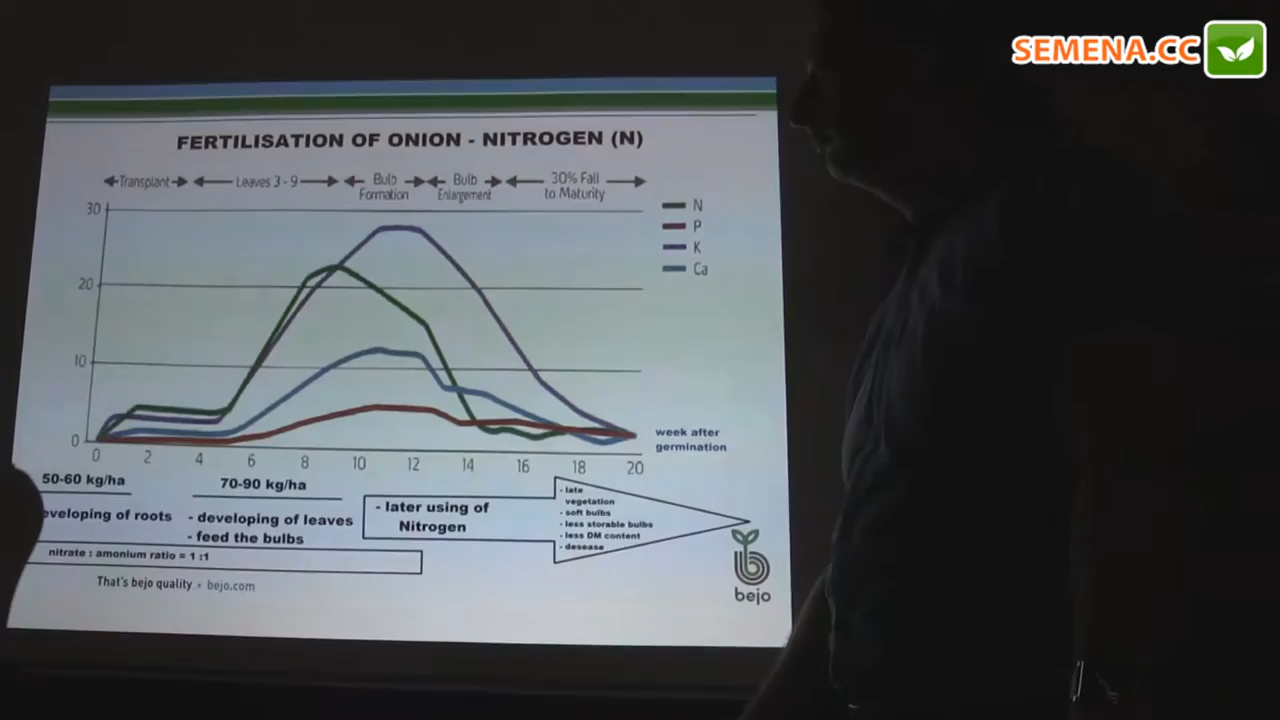 SEMENA.CC
FERTILISATION OF ONION - NITROGEN (N)
Transplant
Leaves 3 - 9
Bulb
Formation
Bulb
Enlargement
30% Fall
to Maturity
30
20
10
0
N
P
K
Ca
0 2 4 6 8 10 12 14 16 18 20
week after
germination
50-60 kg/ha
70-90 kg/ha
of roots
- developing of leaves
- feed the bulbs
- later using of
Nitrogen
- late
vegetation
- soft bulbs
- less storable bulbs
- less DM content
- desease
nitrate : amonium ratio = 1 :1
That's bejo quality • bejo.com
bejo